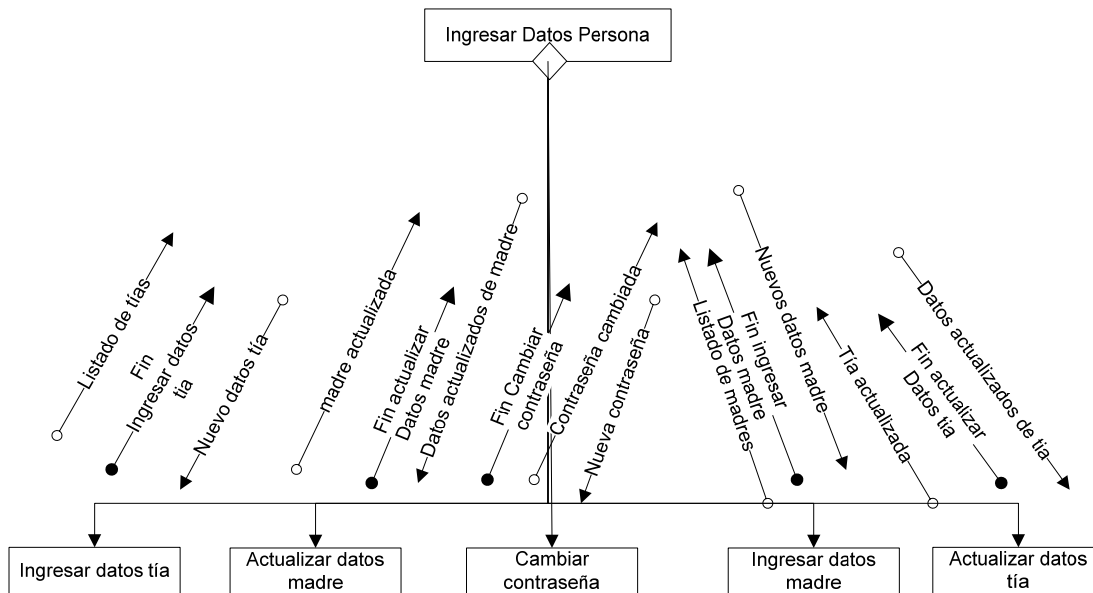 Ingresar Datos Persona
Listado de tías
Fin
Ingresar datos
tía
Nuevo datos tía
madre actualizada
Fin actualizar
Datos madre
Datos actualizados de madre
Fin Cambiar
contraseña
Contraseña cambiada
Nueva contraseña
Listado de madres
Fin ingresar
Datos madre
Nuevos datos madre
Tía actualizada
Fin actualizar
Datos tía
Datos actualizados de tía
Ingresar datos tía
Actualizar datos
madre
Cambiar
contraseña
Ingresar datos
madre
Actualizar datos
tía